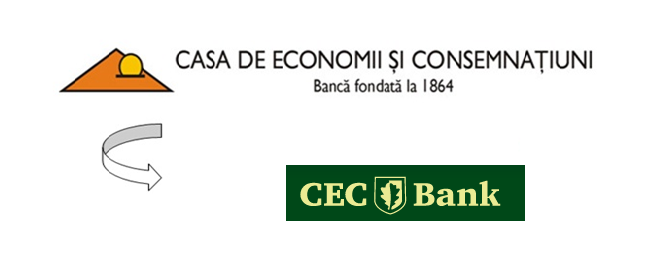 CASA DE ECONOMII ȘI CONSEMNAȚIUNI
Bancă fondată la 1864
CEC Bank